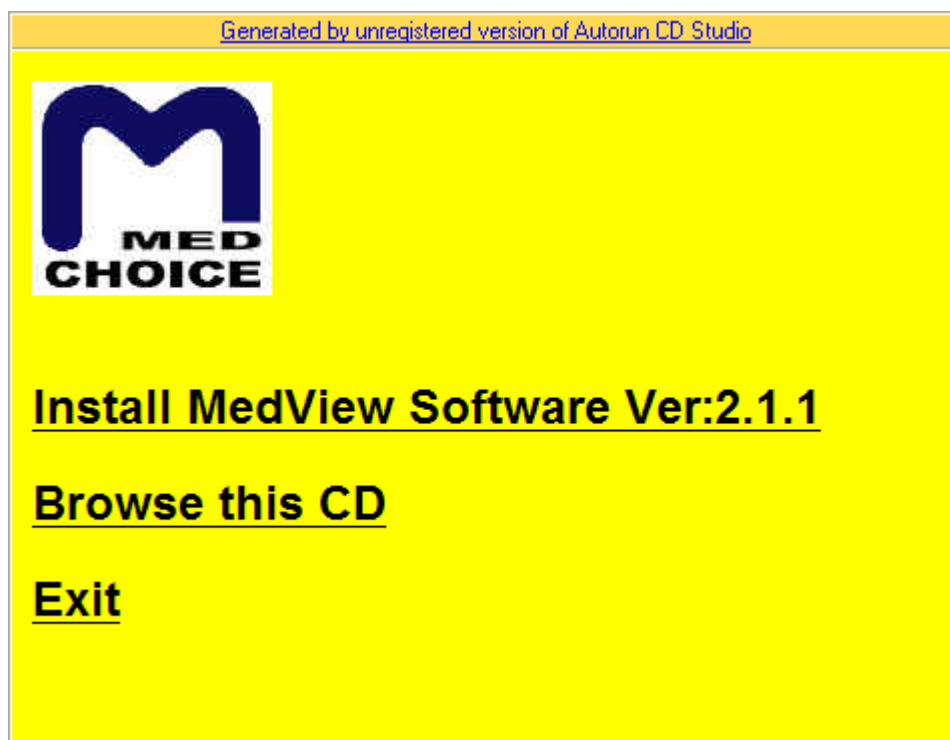 Generated by unregistered version of Autorun CD Studio
MED
CHOICE
Install MedView Software Ver:2.1.1
Browse this CD
Exit